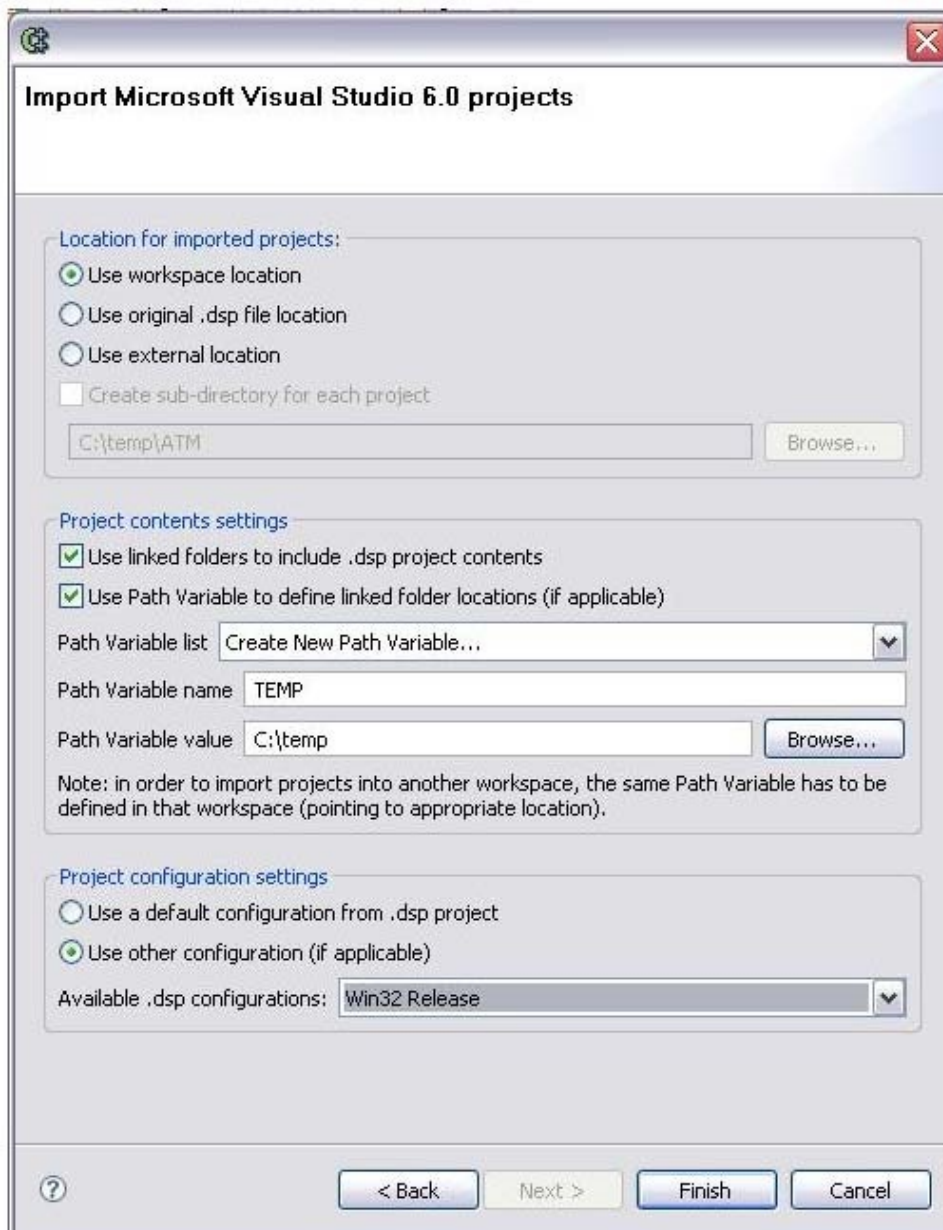 Import Microsoft Visual Studio 6.0 projects
Location for imported projects:
Use workspace location
Use original .dsp file location
Use external location
Create sub-directory for each project
C:\temp\ATM Browse...
Project contents settings
Use linked folders to include .dsp project contents
Use Path Variable to define linked folder locations (if applicable)
Path Variable list Create New Path Variable...
Path Variable name TEMP
Path Variable value C:\temp Browse...
Note: in order to import projects into another workspace, the same Path Variable has to be
defined in that workspace (pointing to appropriate location).
Project configuration settings
Use a default configuration from .dsp project
Use other configuration (if applicable)
Available .dsp configurations: Win32 Release
? < Back Next > Finish Cancel